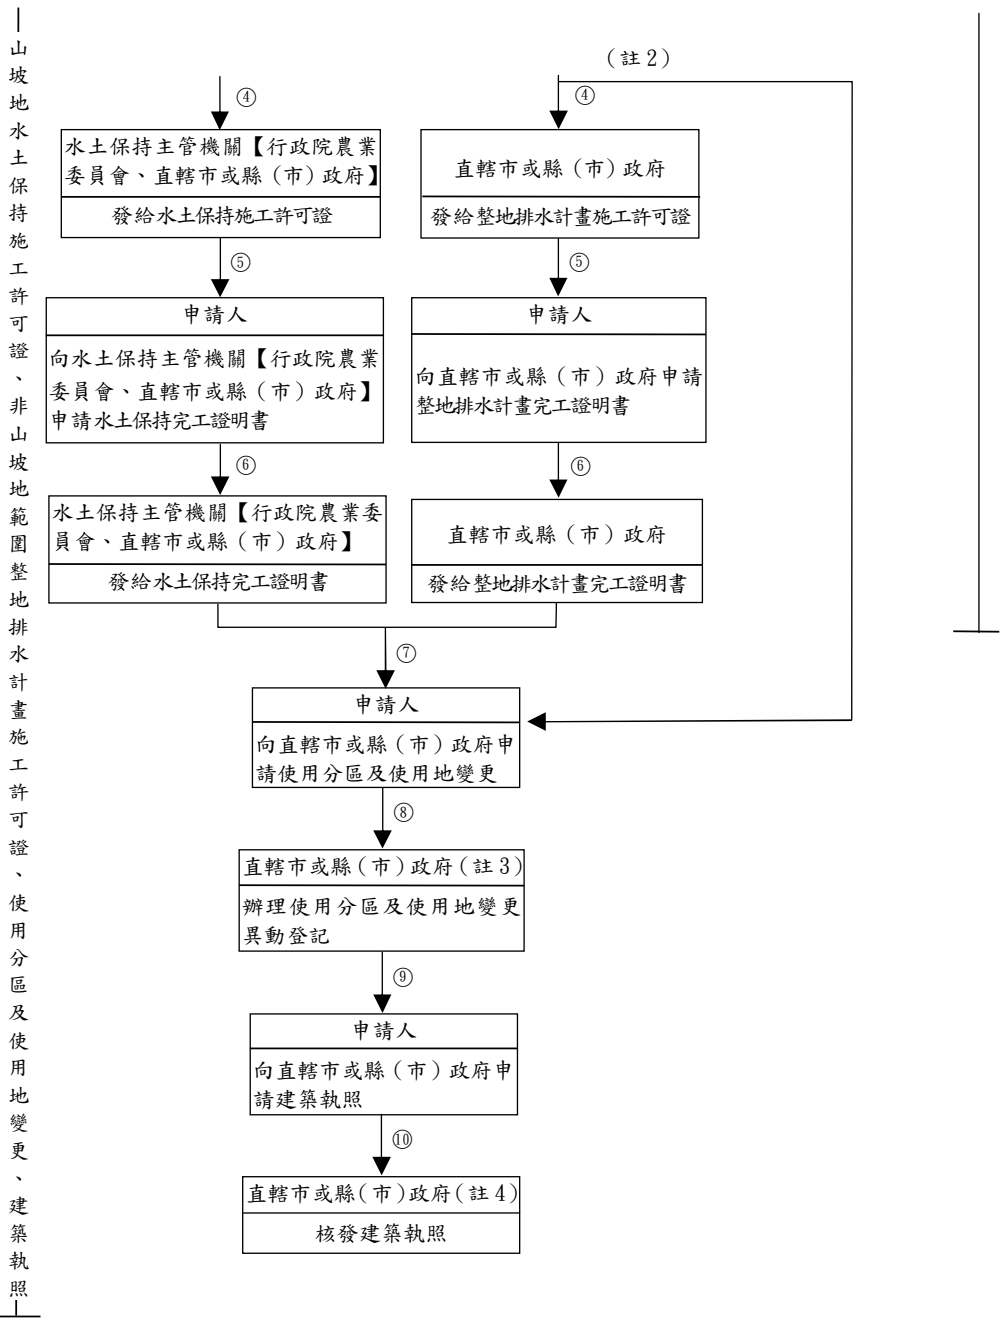 山坡地水土保持施工許可證、非山坡地範圍整地排水計畫施工許可證、使用分區及使用地變更、建築執照
（註2）
④
④
水土保持主管機關【行政院農業
委員會、直轄市或縣（市）政府】
發給水土保持施工許可證
直轄市或縣（市）政府
發給整地排水計畫施工許可證
⑤
⑤
申請人
向水土保持主管機關【行政院農業
委員會、直轄市或縣（市）政府】
申請水土保持完工證明書
申請人
向直轄市或縣（市）政府申請
整地排水計畫完工證明書
⑥
⑥
水土保持主管機關【行政院農業委
員會、直轄市或縣（市）政府】
發給水土保持完工證明書
直轄市或縣（市）政府
發給整地排水計畫完工證明書
⑦
申請人
向直轄市或縣（市）政府申
請使用分區及使用地變更
⑧
直轄市或縣（市）政府（註3）
辦理使用分區及使用地變更
異動登記
⑨
申請人
向直轄市或縣（市）政府申
請建築執照
⑩
直轄市或縣（市）政府（註4）
核發建築執照